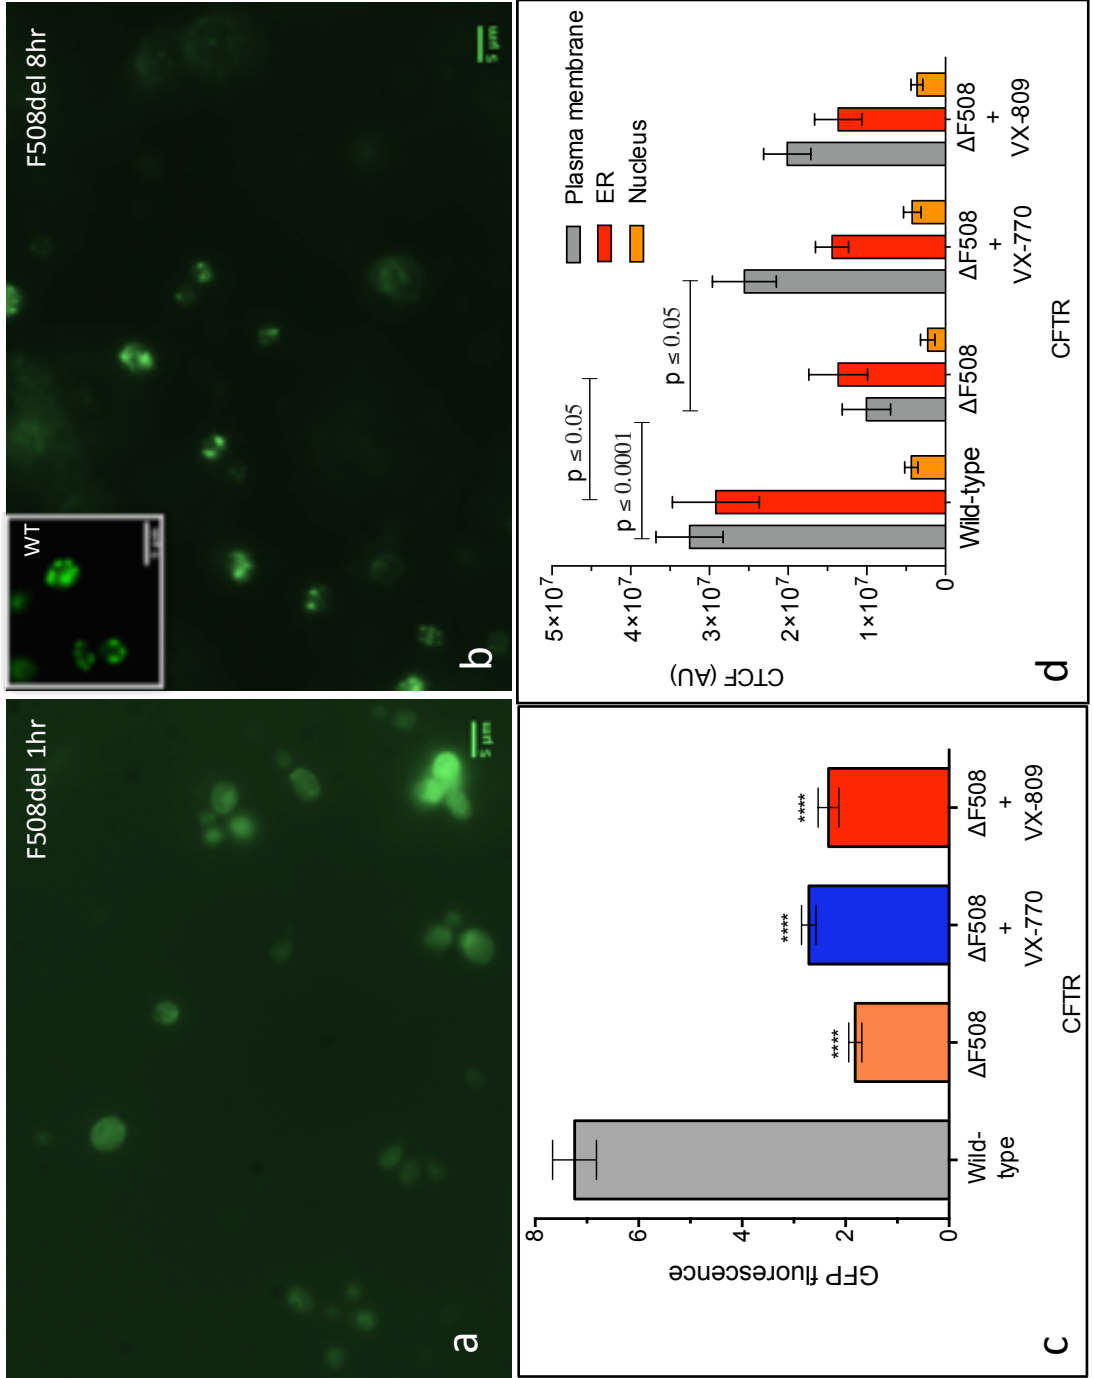 F508del 1hr
5 µm
a
F508del 8hr
WT
5 µm
b
GFP fluorescence
8
6
4
2
0
****
****
****
Wild-
type
ΔF508
ΔF508
+
VX-770
ΔF508
+
VX-809
CFTR
c
CTCF (AU)
5×10⁷
4×10⁷
3×10⁷
2×10⁷
1×10⁷
0
p ≤ 0.05
p ≤ 0.0001
p ≤ 0.05
Plasma membrane
ER
Nucleus
Wild-type
ΔF508
ΔF508
+
VX-770
ΔF508
+
VX-809
CFTR
d